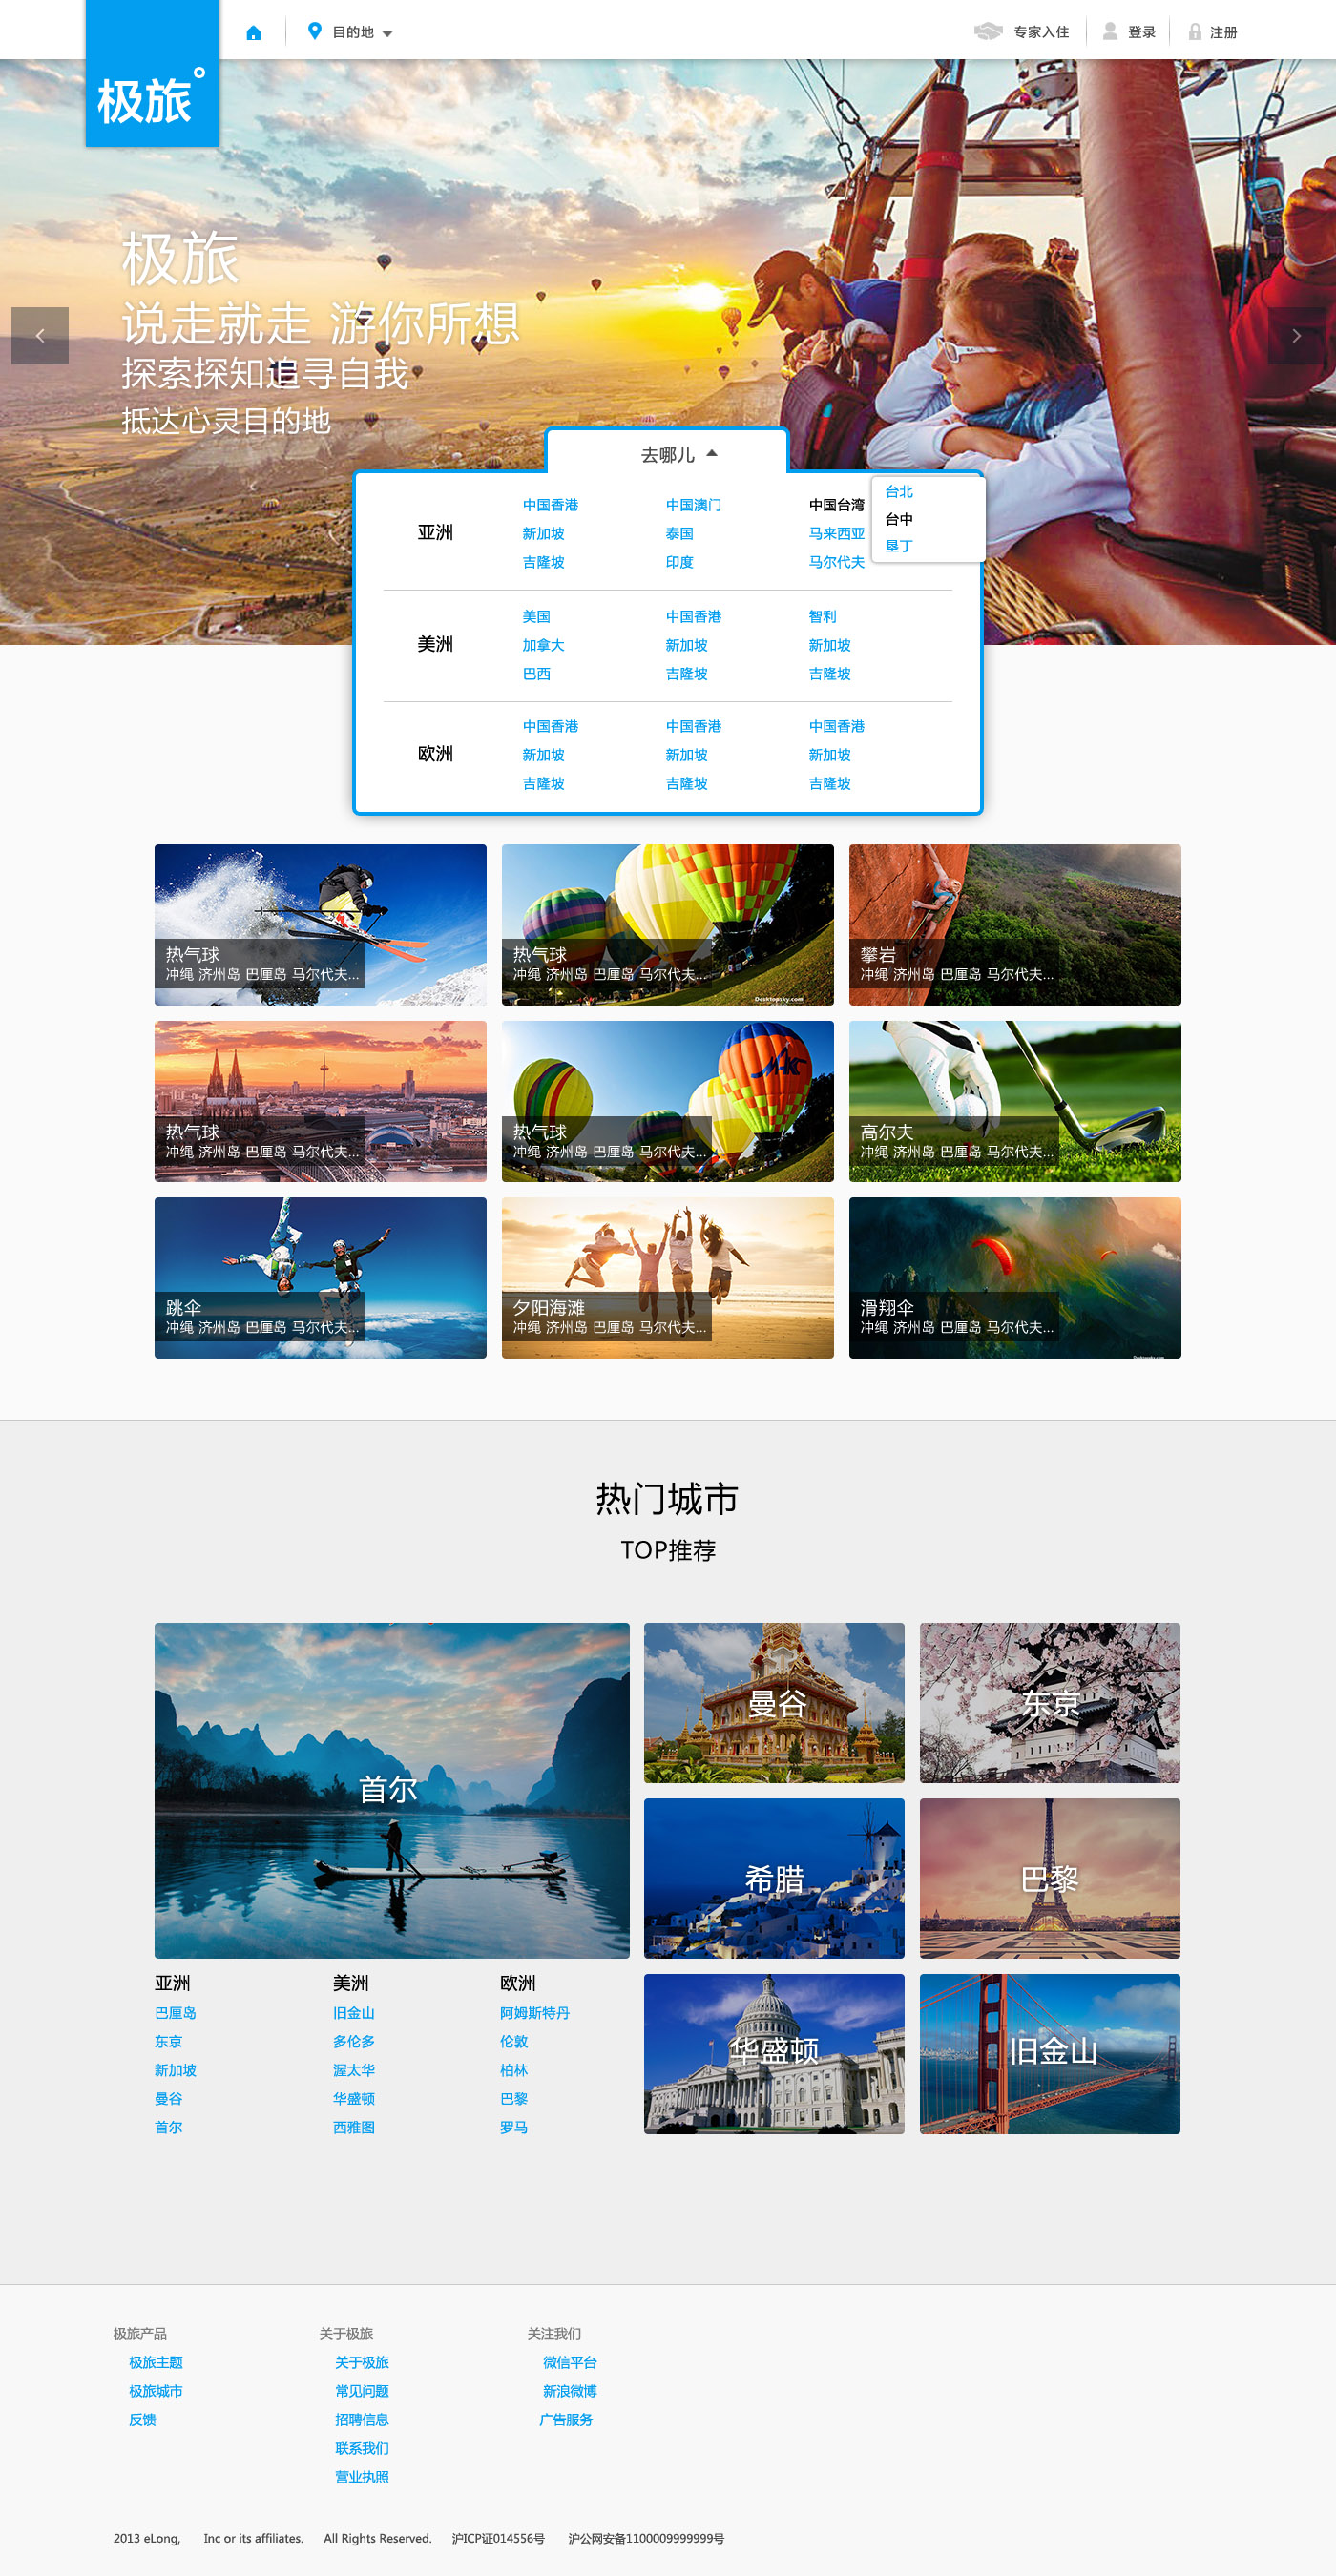 目的地
专家入住
登录
注册
极旅°
极旅
说走就走 游你所想
探索探知追寻自我
抵达心灵目的地
去哪儿
亚洲
中国香港 中国澳门 中国台湾
新加坡 泰国 马来西亚
吉隆坡 印度 马尔代夫
台北
台中
垦丁
美洲
美国 中国香港 智利
加拿大 新加坡 新加坡
巴西 吉隆坡 吉隆坡
欧洲
中国香港 中国香港 中国香港
新加坡 新加坡 新加坡
吉隆坡 吉隆坡 吉隆坡
热气球
冲绳 济州岛 巴厘岛 马尔代夫...
热气球
冲绳 济州岛 巴厘岛 马尔代夫...
Desktopsky.com
攀岩
冲绳 济州岛 巴厘岛 马尔代夫...
热气球
冲绳 济州岛 巴厘岛 马尔代夫...
热气球
冲绳 济州岛 巴厘岛 马尔代夫...
高尔夫
冲绳 济州岛 巴厘岛 马尔代夫...
跳伞
冲绳 济州岛 巴厘岛 马尔代夫...
夕阳海滩
冲绳 济州岛 巴厘岛 马尔代夫...
滑翔伞
冲绳 济州岛 巴厘岛 马尔代夫...
热门城市
TOP推荐
首尔
曼谷
东京
希腊
巴黎
华盛顿
旧金山
亚洲
巴厘岛
东京
新加坡
曼谷
首尔
美洲
旧金山
多伦多
渥太华
华盛顿
西雅图
欧洲
阿姆斯特丹
伦敦
柏林
巴黎
罗马
极旅产品
极旅主题
极旅城市
反馈
关于极旅
关于极旅
常见问题
招聘信息
联系我们
营业执照
关注我们
微信平台
新浪微博
广告服务
2013 eLong, Inc or its affiliates. All Rights Reserved. 沪ICP证014556号 沪公网安备1100009999999号